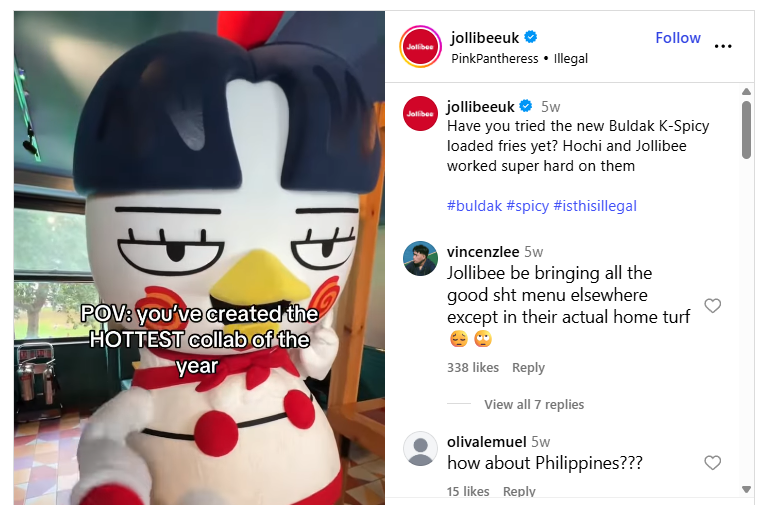 POV: you've created the
HOTTEST collab of the
year
Jollibee
jollibeeuk
Follow
PinkPantheress • Illegal
Jollibee
jollibeeuk 5w
Have you tried the new Buldak K-Spicy
loaded fries yet? Hochi and Jollibee
worked super hard on them
#buldak #spicy #isthisillegal
vincenzlee 5w
Jollibee be bringing all the
good sht menu elsewhere
except in their actual home turf
😩 🙄
338 likes Reply
View all 7 replies
olivalemuel 5w
how about Philippines???
15 likes Reply